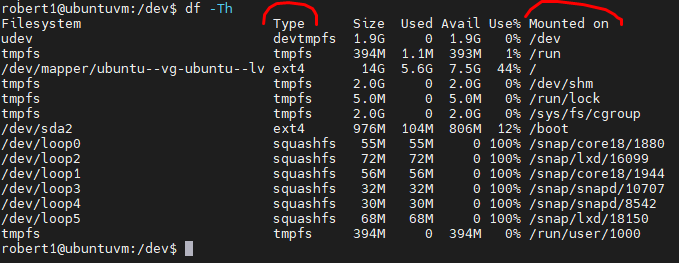 robert1@ubuntuvm:/dev$ df -Th
Filesystem                        Type      Size  Used Avail Use% Mounted on
udev                              devtmpfs  1.9G     0  1.9G   0% /dev
tmpfs                             tmpfs     394M  1.1M  393M   1% /run
/dev/mapper/ubuntu--vg-ubuntu--lv ext4       14G  5.6G  7.5G  44% /
tmpfs                             tmpfs     2.0G     0  2.0G   0% /dev/shm
tmpfs                             tmpfs     5.0M     0  5.0M   0% /run/lock
tmpfs                             tmpfs     2.0G     0  2.0G   0% /sys/fs/cgroup
/dev/sda2                         ext4      976M  104M  806M  12% /boot
/dev/loop0                        squashfs   55M   55M     0 100% /snap/core18/1880
/dev/loop2                        squashfs   72M   72M     0 100% /snap/lxd/16099
/dev/loop1                        squashfs   56M   56M     0 100% /snap/core18/1944
/dev/loop3                        squashfs   32M   32M     0 100% /snap/snapd/10707
/dev/loop4                        squashfs   30M   30M     0 100% /snap/snapd/8542
/dev/loop5                        squashfs   68M   68M     0 100% /snap/lxd/18150
tmpfs                             tmpfs     394M     0  394M   0% /run/user/1000
robert1@ubuntuvm:/dev$